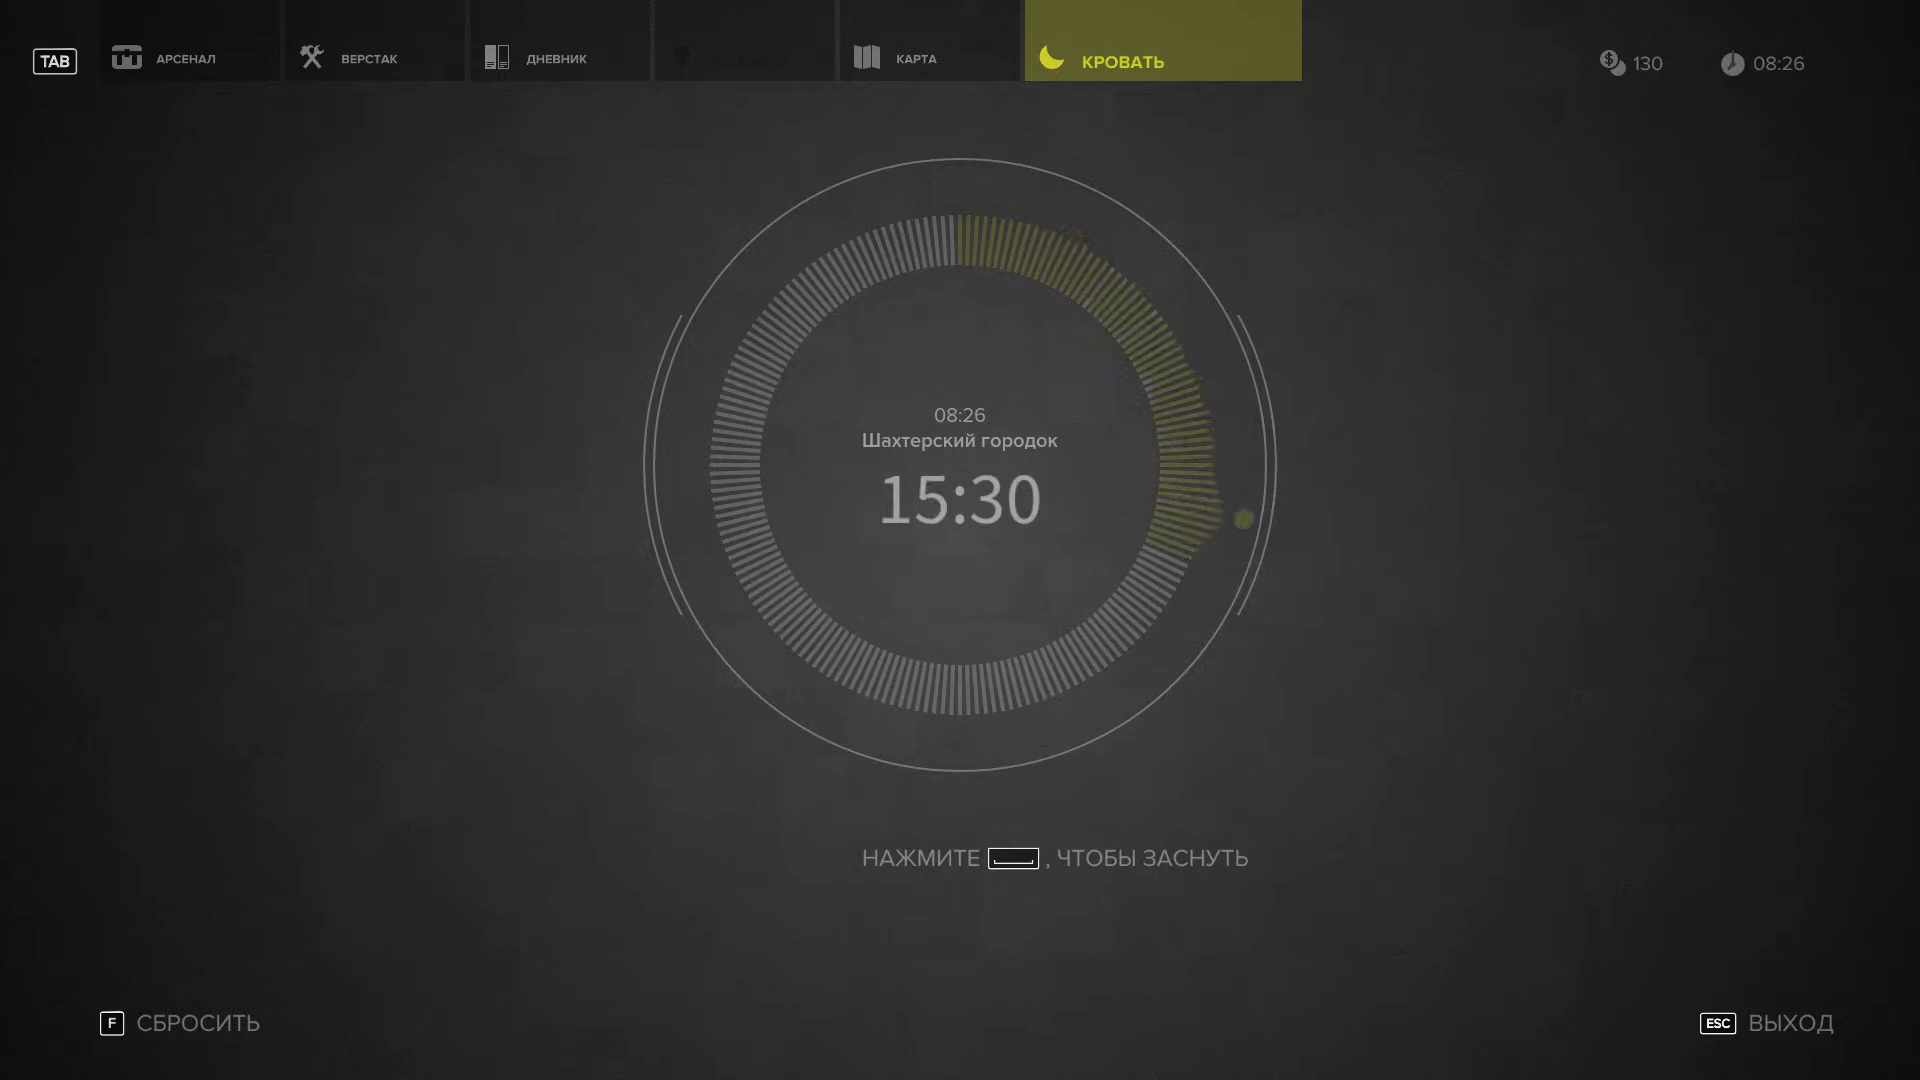 TAB
АРСЕНАЛ
ВЕРСТАК
ДНЕВНИК
КАРТА
КРОВАТЬ
130
08:26
08:26
Шахтерский городок
15:30
НАЖМИТЕ , ЧТОБЫ ЗАСНУТЬ
F СБРОСИТЬ
ESC ВЫХОД